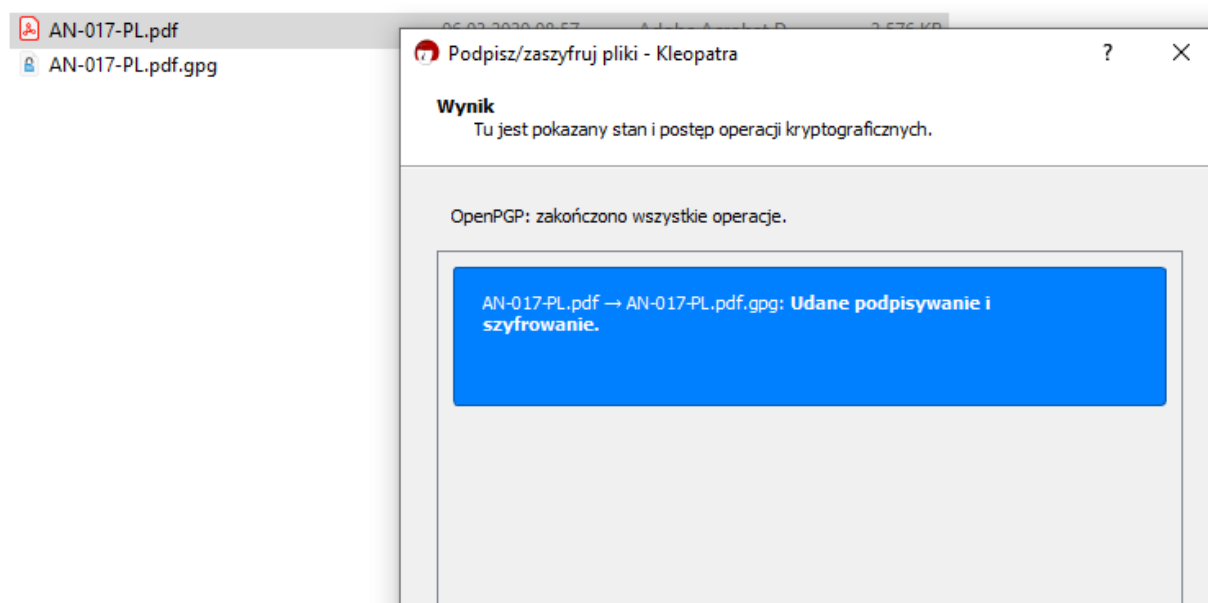 AN-017-PL.pdf
AN-017-PL.pdf.gpg
Podpisz/zaszyfruj pliki - Kleopatra
?
Wynik
Tu jest pokazany stan i postęp operacji kryptograficznych.
OpenPGP: zakończono wszystkie operacje.
AN-017-PL.pdf → AN-017-PL.pdf.gpg: Udane podpisywanie i
szyfrowanie.